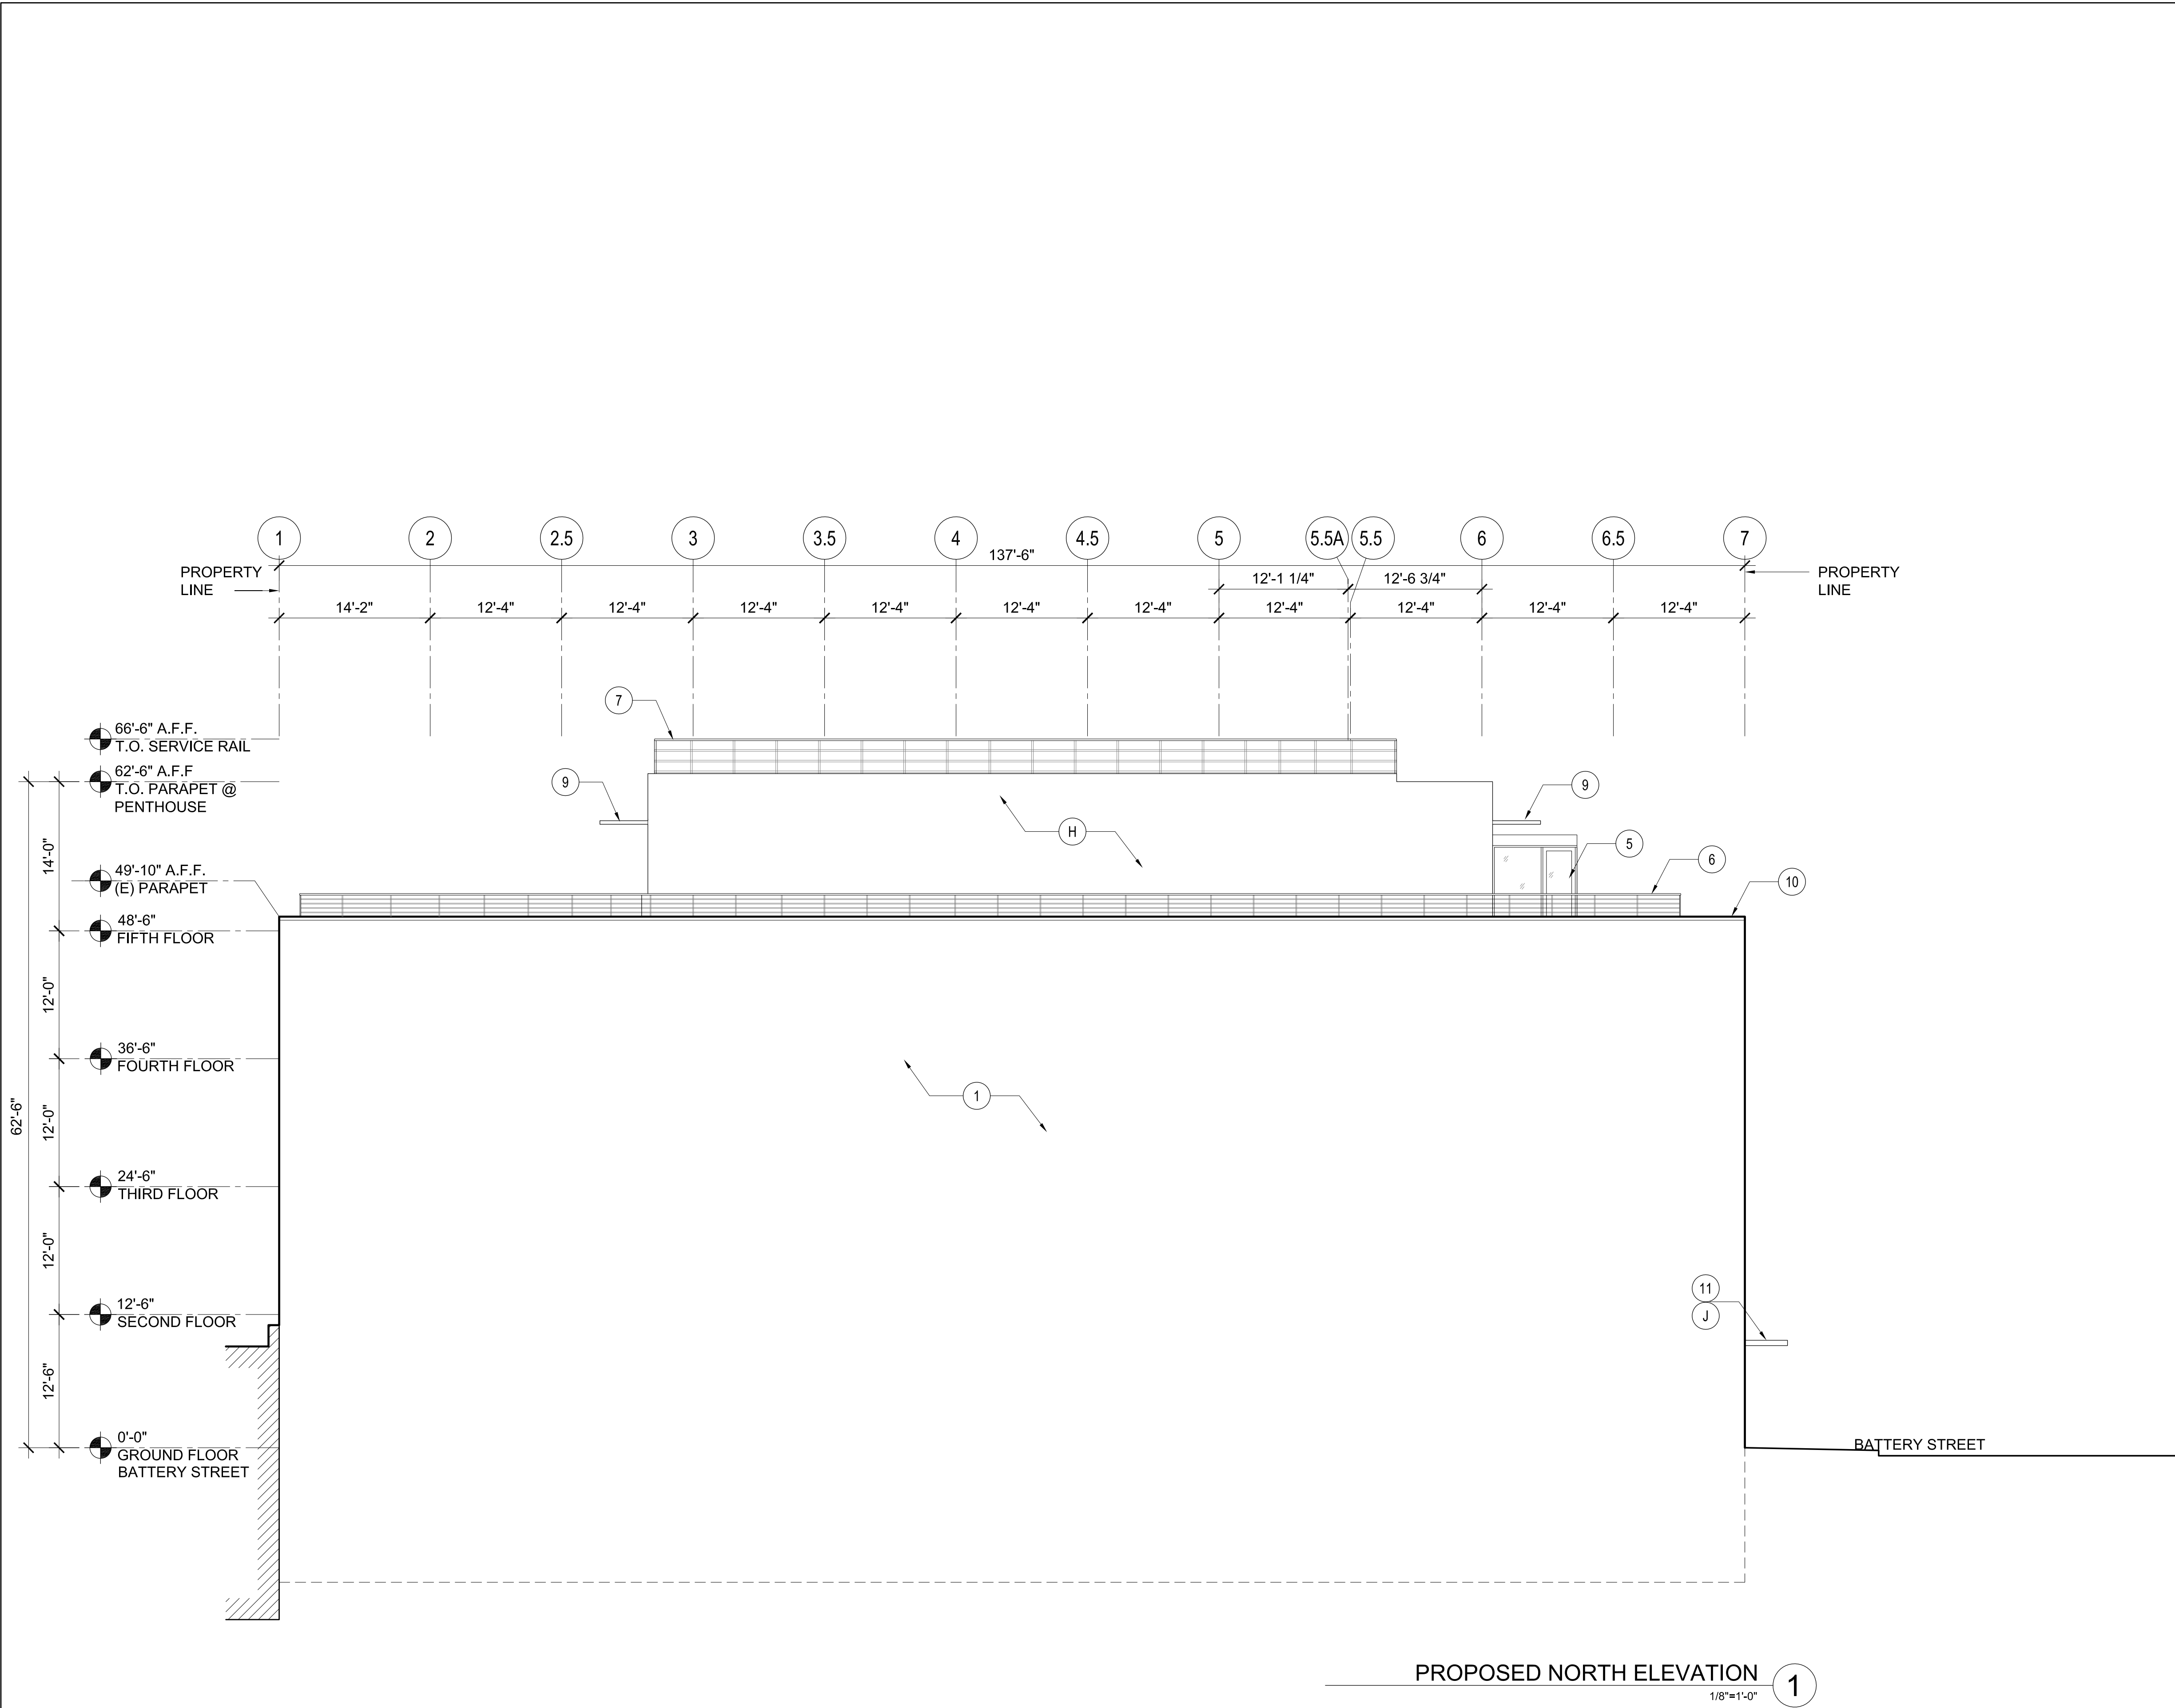 1 2 2.5 3 3.5 4 4.5 5 5.5A 5.5 6 6.5 7
137'-6"
PROPERTY
LINE
PROPERTY
LINE
12'-1 1/4" 12'-6 3/4"
14'-2" 12'-4" 12'-4" 12'-4" 12'-4" 12'-4" 12'-4" 12'-4" 12'-4" 12'-4" 12'-4"
7
66'-6" A.F.F.
T.O. SERVICE RAIL
62'-6" A.F.F
T.O. PARAPET @
PENTHOUSE
9
9
H
5
6
10
14'-0"
49'-10" A.F.F.
(E) PARAPET
48'-6"
FIFTH FLOOR
12'-0"
36'-6"
FOURTH FLOOR
1
62'-6"
12'-0"
24'-6"
THIRD FLOOR
12'-0"
12'-6"
SECOND FLOOR
11
J
12'-6"
0'-0"
GROUND FLOOR
BATTERY STREET
BATTERY STREET
PROPOSED NORTH ELEVATION 1
1/8"=1'-0"